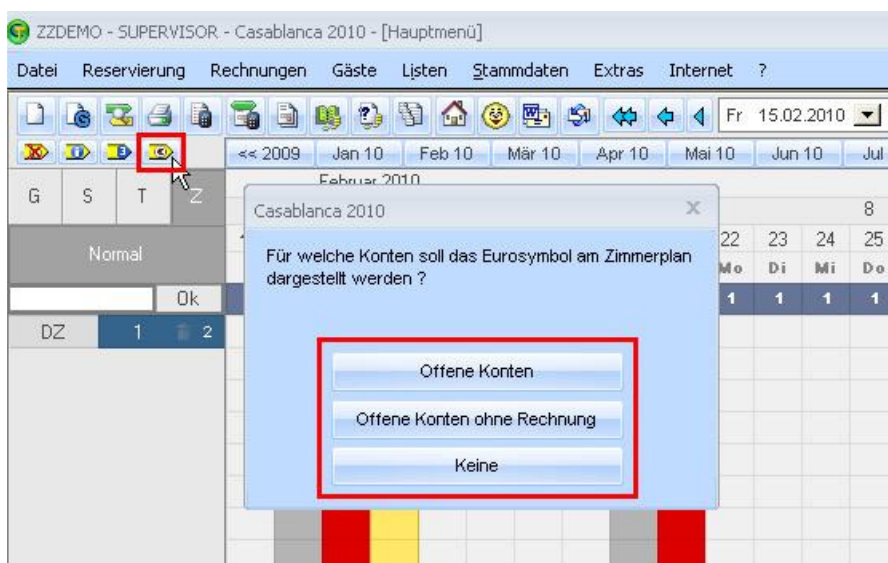 ZZDEMO - SUPERVISOR - Casablanca 2010 - [Hauptmenü]
Datei Reservierung Rechnungen Gäste Listen Stammdaten Extras Internet ?
Fr 15.02.2010
<< 2009 Jan 10 Feb 10 Mär 10 Apr 10 Mai 10 Jun 10 Jul
Februar 2010
G S T Z
8
Casablanca 2010
22 23 24 25
Normal
Mo Di Mi Do
Für welche Konten soll das Eurosymbol am Zimmerplan
dargestellt werden ?
Ok
1 1 1 1
DZ 1 2
Offene Konten
Offene Konten ohne Rechnung
Keine